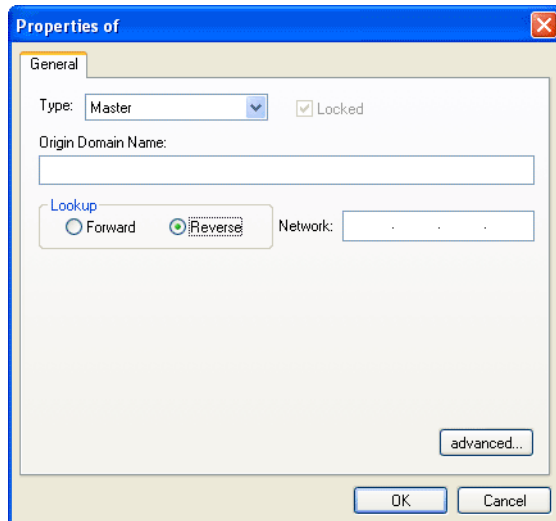 Properties of
General
Type: Master Locked
Origin Domain Name:
Lookup
Forward Reverse Network: . . .
advanced...
OK Cancel